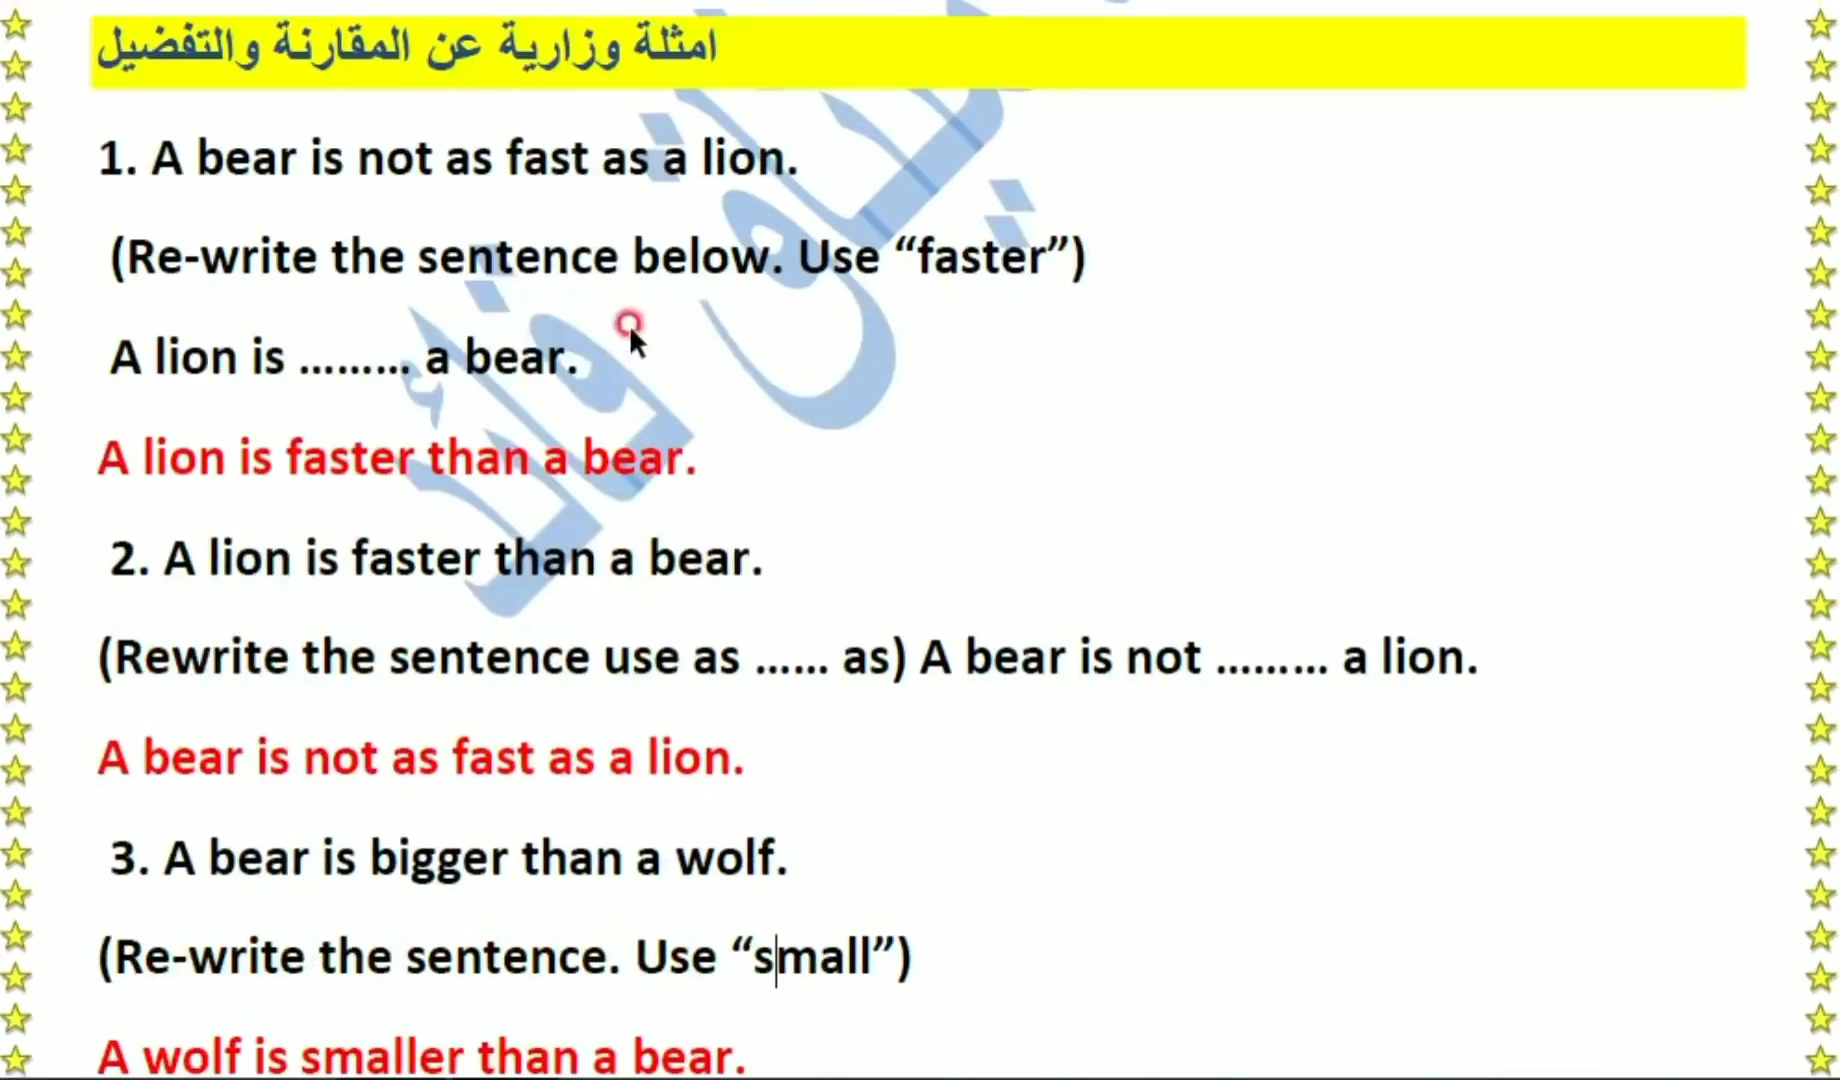 امثلة وزارية عن المقارنة والتفضيل
1. A bear is not as fast as a lion.
(Re-write the sentence below. Use “faster”)
A lion is ......... a bear.
A lion is faster than a bear.
2. A lion is faster than a bear.
(Rewrite the sentence use as ...... as) A bear is not ......... a lion.
A bear is not as fast as a lion.
3. A bear is bigger than a wolf.
(Re-write the sentence. Use “small”)
A wolf is smaller than a bear.